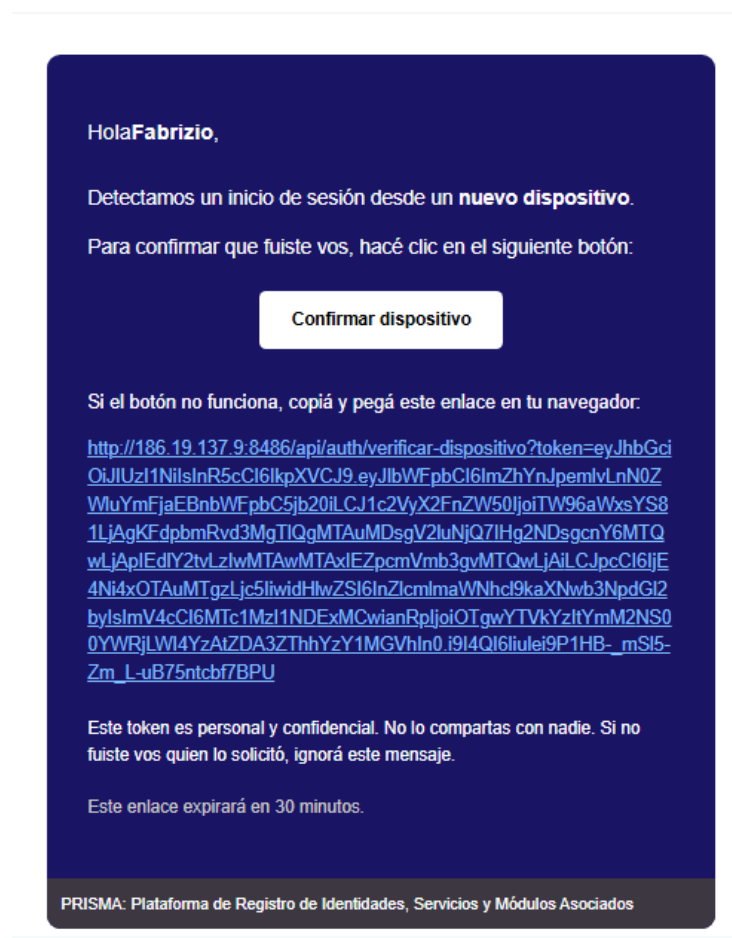 Hola Fabrizio,
Detectamos un inicio de sesión desde un nuevo dispositivo.
Para confirmar que fuiste vos, hacé clic en el siguiente botón:
Confirmar dispositivo
Si el botón no funciona, copiá y pegá este enlace en tu navegador:
http://186.19.137.9:8486/api/auth/verificar-dispositivo?token=eyJhbGci
OiJIUzI1NiIsInR5cCI6IkpXVCJ9.eyJlbWFpbCI6ImZhYnJpemlvLnN0Z
WluYmFjaEBnbWFpbC5jb20iLCJ1c2VyX2FnZW50IjoiTW96aWxsYS8
1LjAgKFdpbmRvd3MgTlQgMTAuMDsgV2luNjQ7IHg2NDsgcnY6MTQ
wLjApIEdlY2tvLzIwMTAwMTAxIEZpcmVmb3gvMTQwLjAiLCJpcCI6IjE
4Ni4xOTAuMTgzLjc5IiwidHlwZSI6InZlcmlmaWNhcl9kaXNwb3NpdGl2
byIsImV4cCI6MTc1MzI1NDExMCwianRpIjoiOTgwYTVkYzItYmM2NS0
0YWRjLWI4YzAtZDA3ZThhYzY1MGVhIn0.i9I4QI6Iiulei9P1HB-_mSI5-
Zm_L-uB75ntcbf7BPU
Este token es personal y confidencial. No lo compartas con nadie. Si no
fuiste vos quien lo solicitó, ignorá este mensaje.
Este enlace expirará en 30 minutos.
PRISMA: Plataforma de Registro de Identidades, Servicios y Módulos Asociados